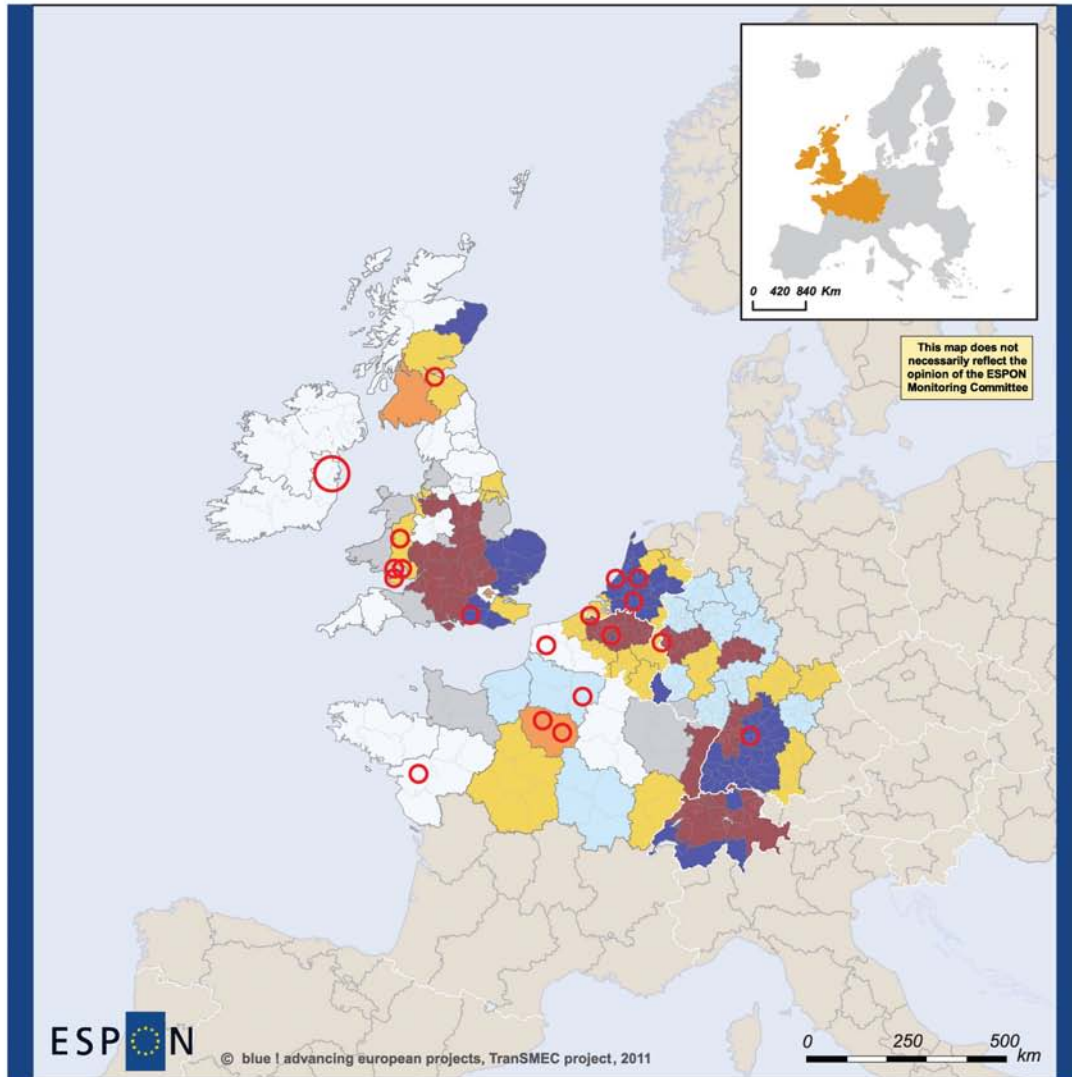 0 420 840 Km
This map does not
necessarily reflect the
opinion of the ESPON
Monitoring Committee
ESPON
© blue ! advancing european projects, TranSMEC project, 2011
0 250 500
km